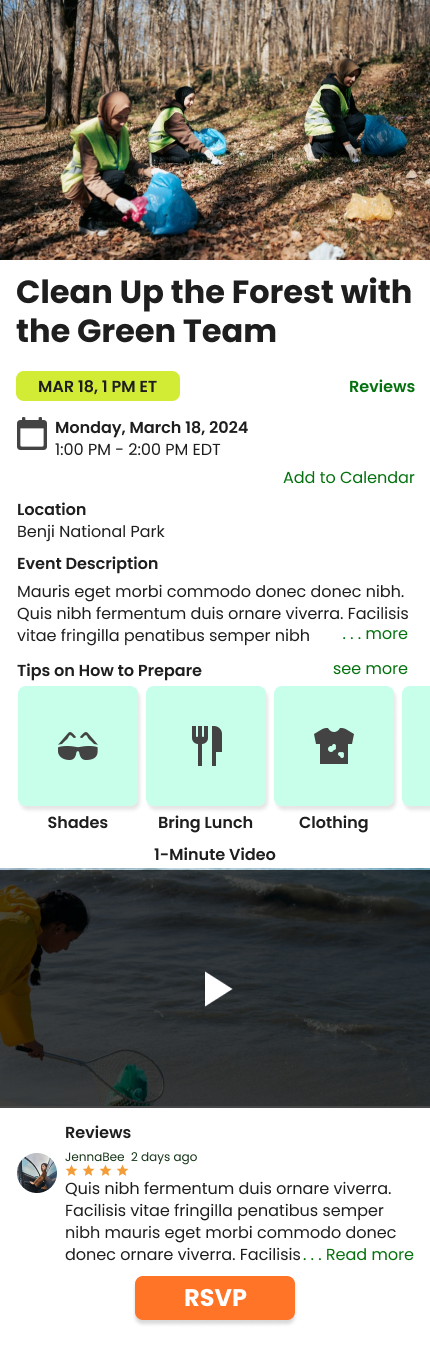 Clean Up the Forest with
the Green Team
MAR 18, 1 PM ET
Reviews
Monday, March 18, 2024
1:00 PM - 2:00 PM EDT
Add to Calendar
Location
Benji National Park
Event Description
Mauris eget morbi commodo donec donec nibh.
Quis nibh fermentum duis ornare viverra. Facilisis
vitae fringilla penatibus semper nibh . . . more
Tips on How to Prepare see more
Shades Bring Lunch Clothing
1-Minute Video
Reviews
JennaBee 2 days ago
Quis nibh fermentum duis ornare viverra.
Facilisis vitae fringilla penatibus semper
nibh mauris eget morbi commodo donec
donec ornare viverra. Facilisis . . . Read more
RSVP